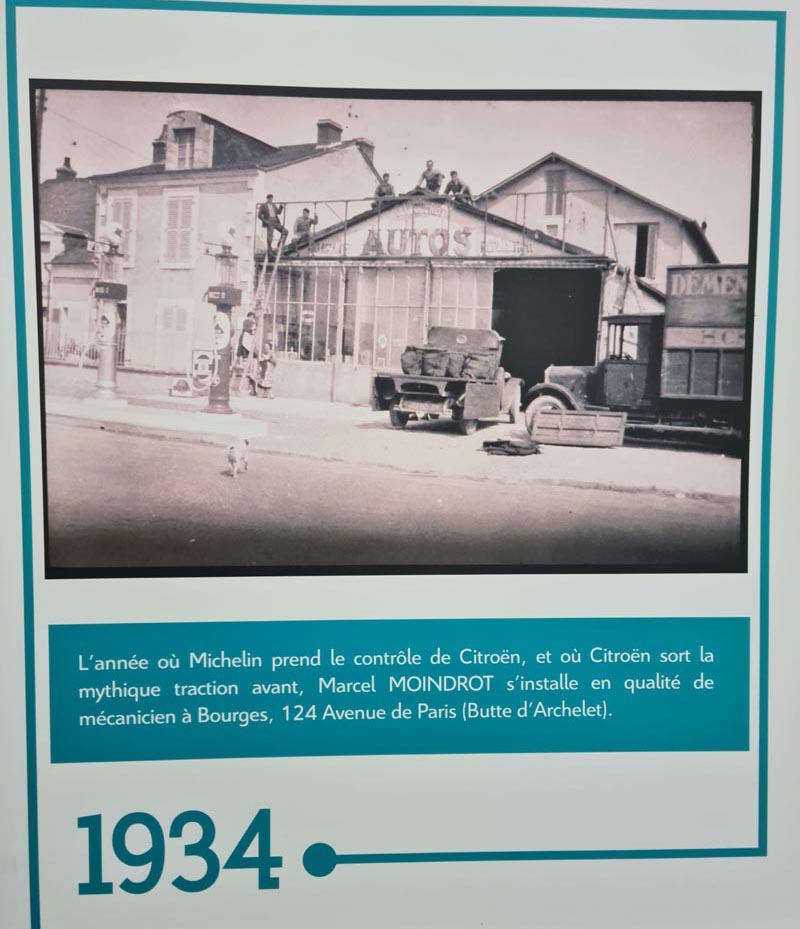 AUTOS
DEMEN
L'année où Michelin prend le contrôle de Citroën, et où Citroën sort la
mythique traction avant, Marcel MOINDROT s'installe en qualité de
mécanicien à Bourges, 124 Avenue de Paris (Butte d'Archelet).
1934